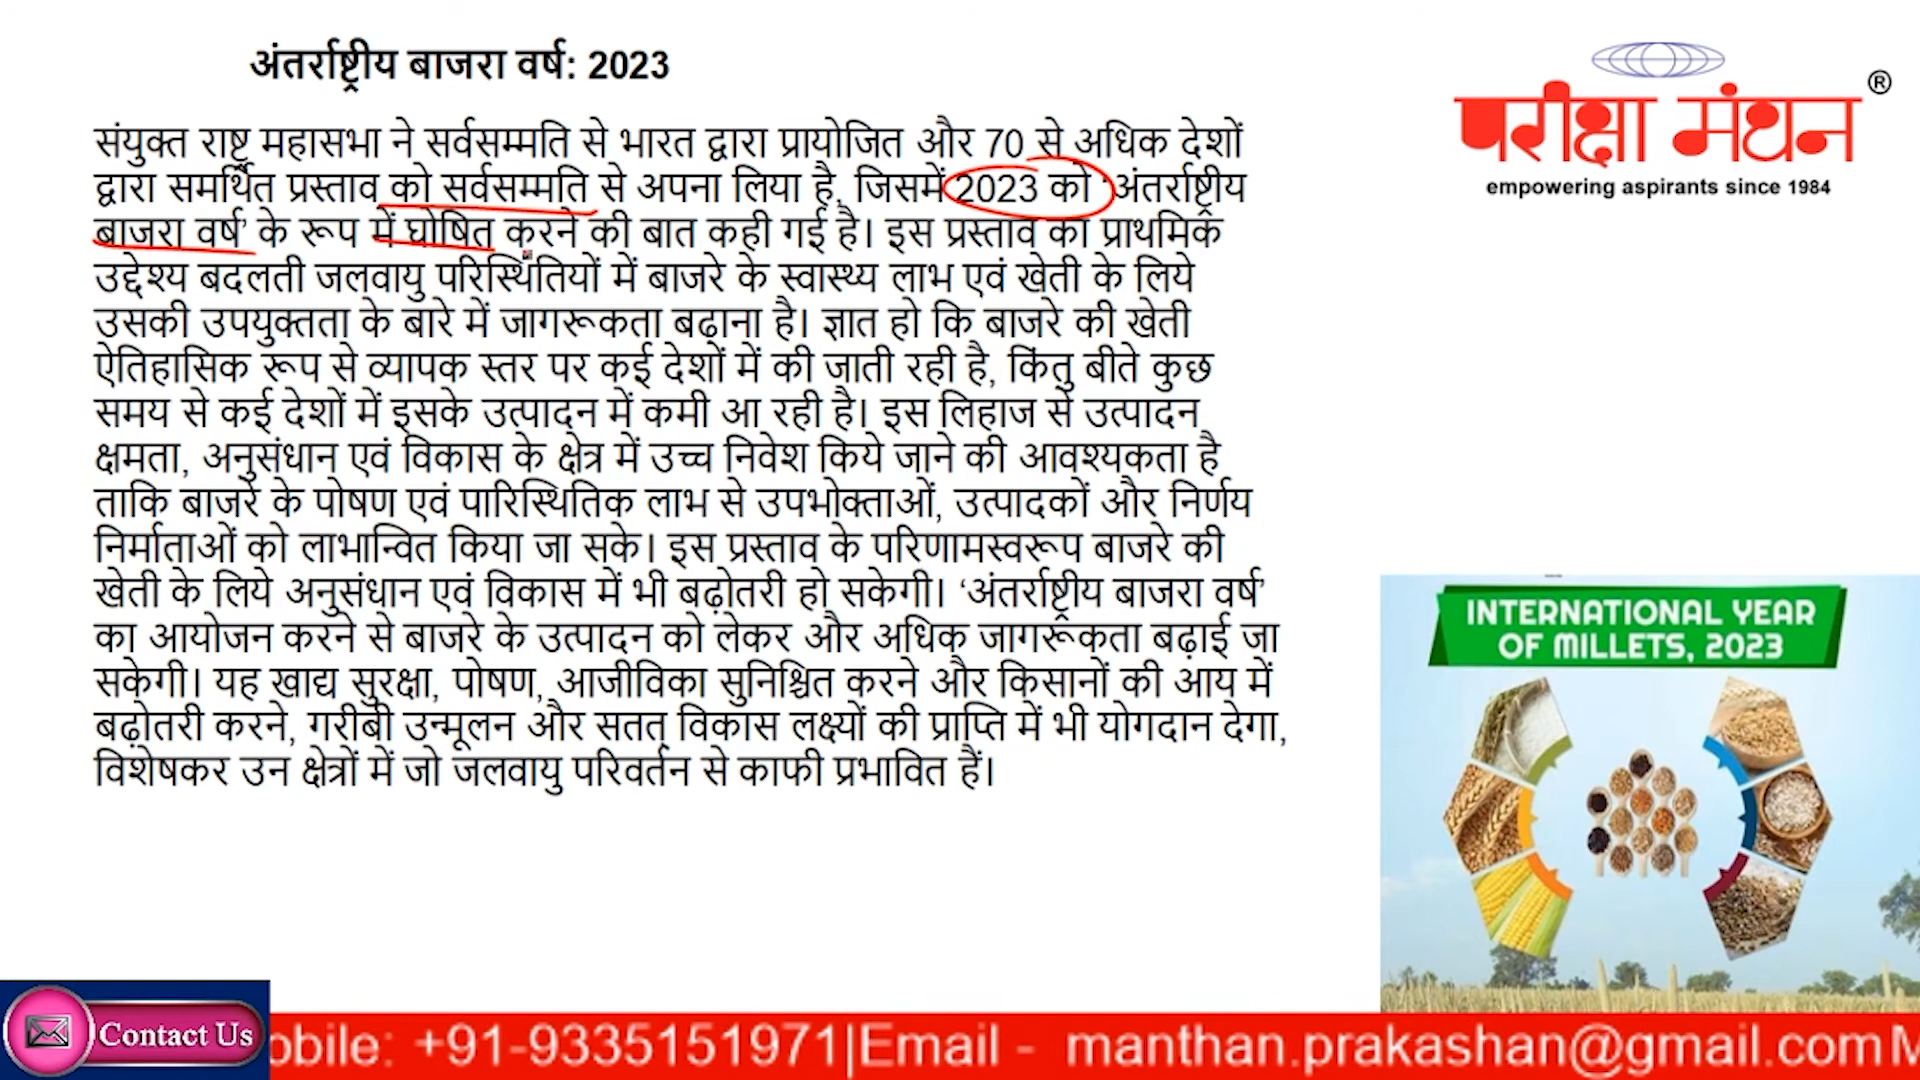 अंतर्राष्ट्रीय बाजरा वर्ष: 2023
संयुक्त राष्ट्र महासभा ने सर्वसम्मति से भारत द्वारा प्रायोजित और 70 से अधिक देशों
द्वारा समर्थित प्रस्ताव को सर्वसम्मति से अपना लिया है, जिसमें 2023 को ‘अंतर्राष्ट्रीय
बाजरा वर्ष’ के रूप में घोषित करने की बात कही गई है। इस प्रस्ताव का प्राथमिक
उद्देश्य बदलती जलवायु परिस्थितियों में बाजरे के स्वास्थ्य लाभ एवं खेती के लिये
उसकी उपयुक्तता के बारे में जागरूकता बढ़ाना है। ज्ञात हो कि बाजरे की खेती
ऐतिहासिक रूप से व्यापक स्तर पर कई देशों में की जाती रही है, किंतु बीते कुछ
समय से कई देशों में इसके उत्पादन में कमी आ रही है। इस लिहाज से उत्पादन
क्षमता, अनुसंधान एवं विकास के क्षेत्र में उच्च निवेश किये जाने की आवश्यकता है
ताकि बाजरे के पोषण एवं पारिस्थितिक लाभ से उपभोक्ताओं, उत्पादकों और निर्णय
निर्माताओं को लाभान्वित किया जा सके। इस प्रस्ताव के परिणामस्वरूप बाजरे की
खेती के लिये अनुसंधान एवं विकास में भी बढ़ोतरी हो सकेगी। ‘अंतर्राष्ट्रीय बाजरा वर्ष’
का आयोजन करने से बाजरे के उत्पादन को लेकर और अधिक जागरूकता बढ़ाई जा
सकेगी। यह खाद्य सुरक्षा, पोषण, आजीविका सुनिश्चित करने और किसानों की आय में
बढ़ोतरी करने, गरीबी उन्मूलन और सतत विकास लक्ष्यों की प्राप्ति में भी योगदान देगा,
विशेषकर उन क्षेत्रों में जो जलवायु परिवर्तन से काफी प्रभावित हैं।
परीक्षा मंथन ®
empowering aspirants since 1984
INTERNATIONAL YEAR
OF MILLETS, 2023
Contact Us
obile: +91-9335151971|Email - manthan.prakashan@gmail.com M